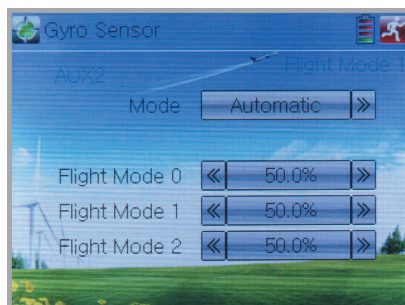 Gyro Sensor
AUX2
Flight Mode 1
Mode Automatic
Flight Mode 0 50.0%
Flight Mode 1 50.0%
Flight Mode 2 50.0%